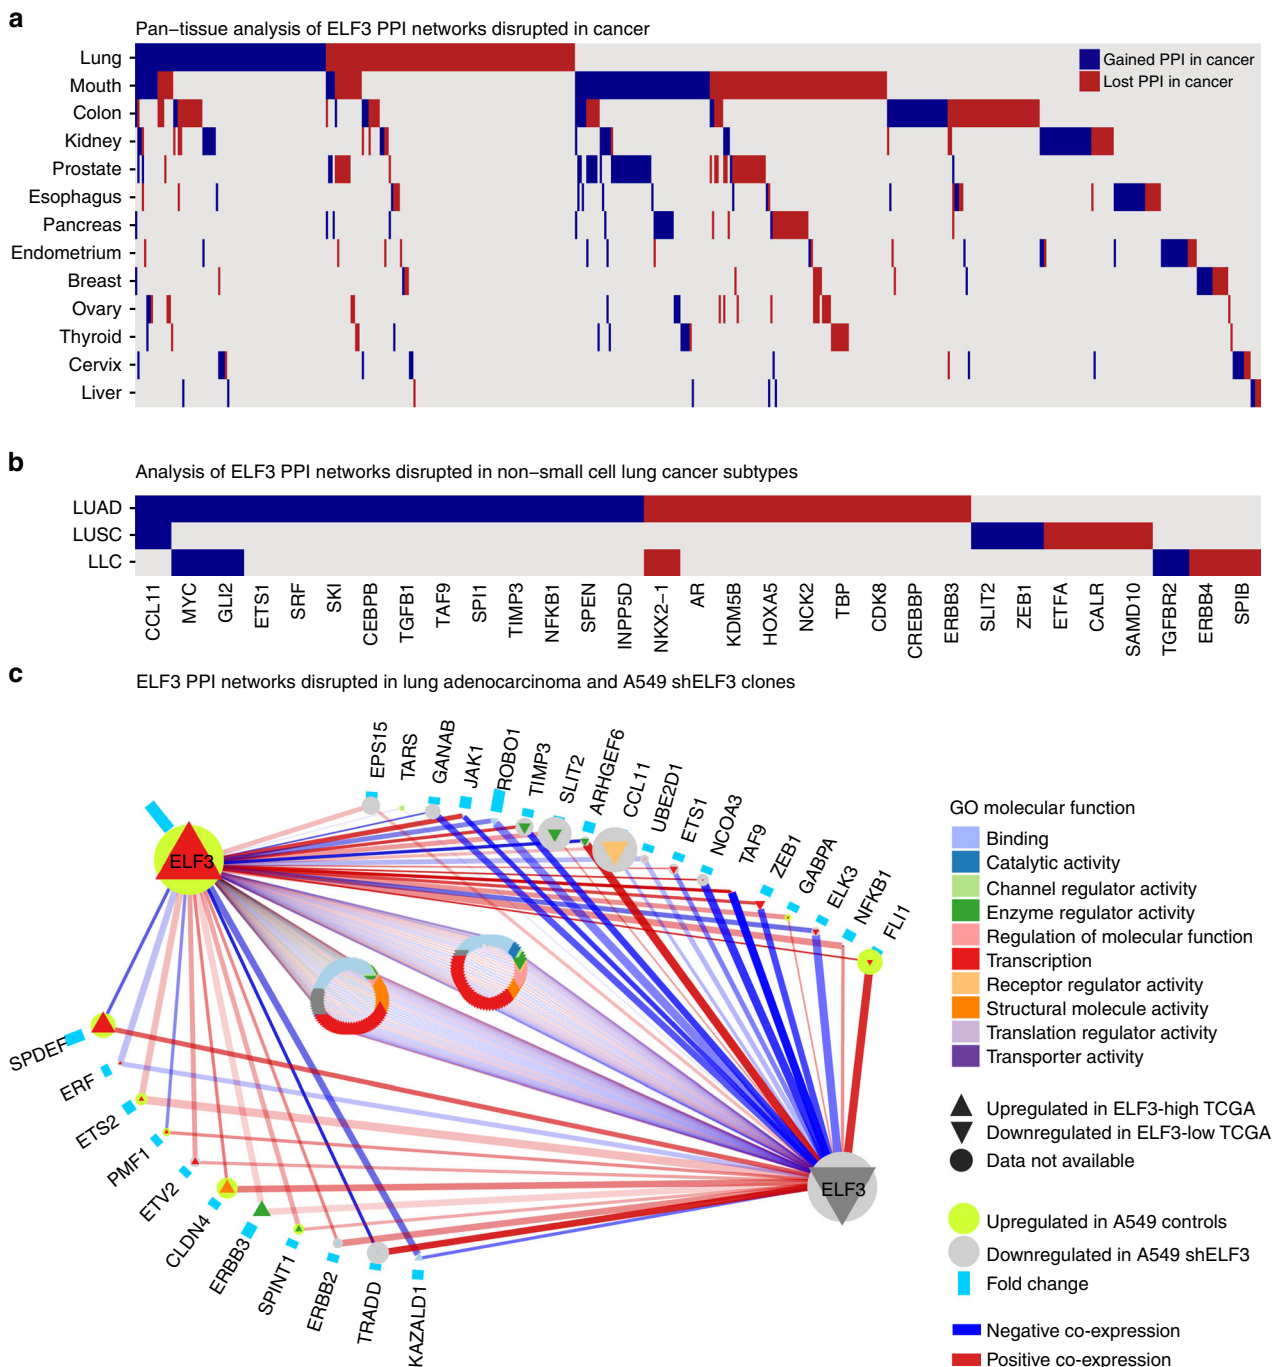 a
Pan−tissue analysis of ELF3 PPI networks disrupted in cancer
Lung
Mouth
Colon
Kidney
Prostate
Esophagus
Pancreas
Endometrium
Breast
Ovary
Thyroid
Cervix
Liver
Gained PPI in cancer
Lost PPI in cancer
b
Analysis of ELF3 PPI networks disrupted in non−small cell lung cancer subtypes
LUAD
LUSC
LLC
CCL11
MYC
GLI2
ETS1
SRF
SKI
CEBPB
TGFB1
TAF9
SPI1
TIMP3
NFKB1
SPEN
INPP5D
NKX2−1
AR
KDM5B
HOXA5
NCK2
TBP
CDK8
CREBBP
ERBB3
SLIT2
ZEB1
ETFA
CALR
SAMD10
TGFBR2
ERBB4
SPIB
c
ELF3 PPI networks disrupted in lung adenocarcinoma and A549 shELF3 clones
EPS15
TARS
GANAB
JAK1
ROBO1
TIMP3
SLIT2
ARHGEF6
CCL11
UBE2D1
ETS1
NCOA3
TAF9
ZEB1
GABPA
ELK3
NFKB1
FLI1
ELF3
ELF3
SPDEF
ERF
ETS2
PMF1
ETV2
CLDN4
ERBB3
SPINT1
ERBB2
TRADD
KAZALD1
GO molecular function
Binding
Catalytic activity
Channel regulator activity
Enzyme regulator activity
Regulation of molecular function
Transcription
Receptor regulator activity
Structural molecule activity
Translation regulator activity
Transporter activity
Upregulated in ELF3-high TCGA
Downregulated in ELF3-low TCGA
Data not available
Upregulated in A549 controls
Downregulated in A549 shELF3
Fold change
Negative co-expression
Positive co-expression